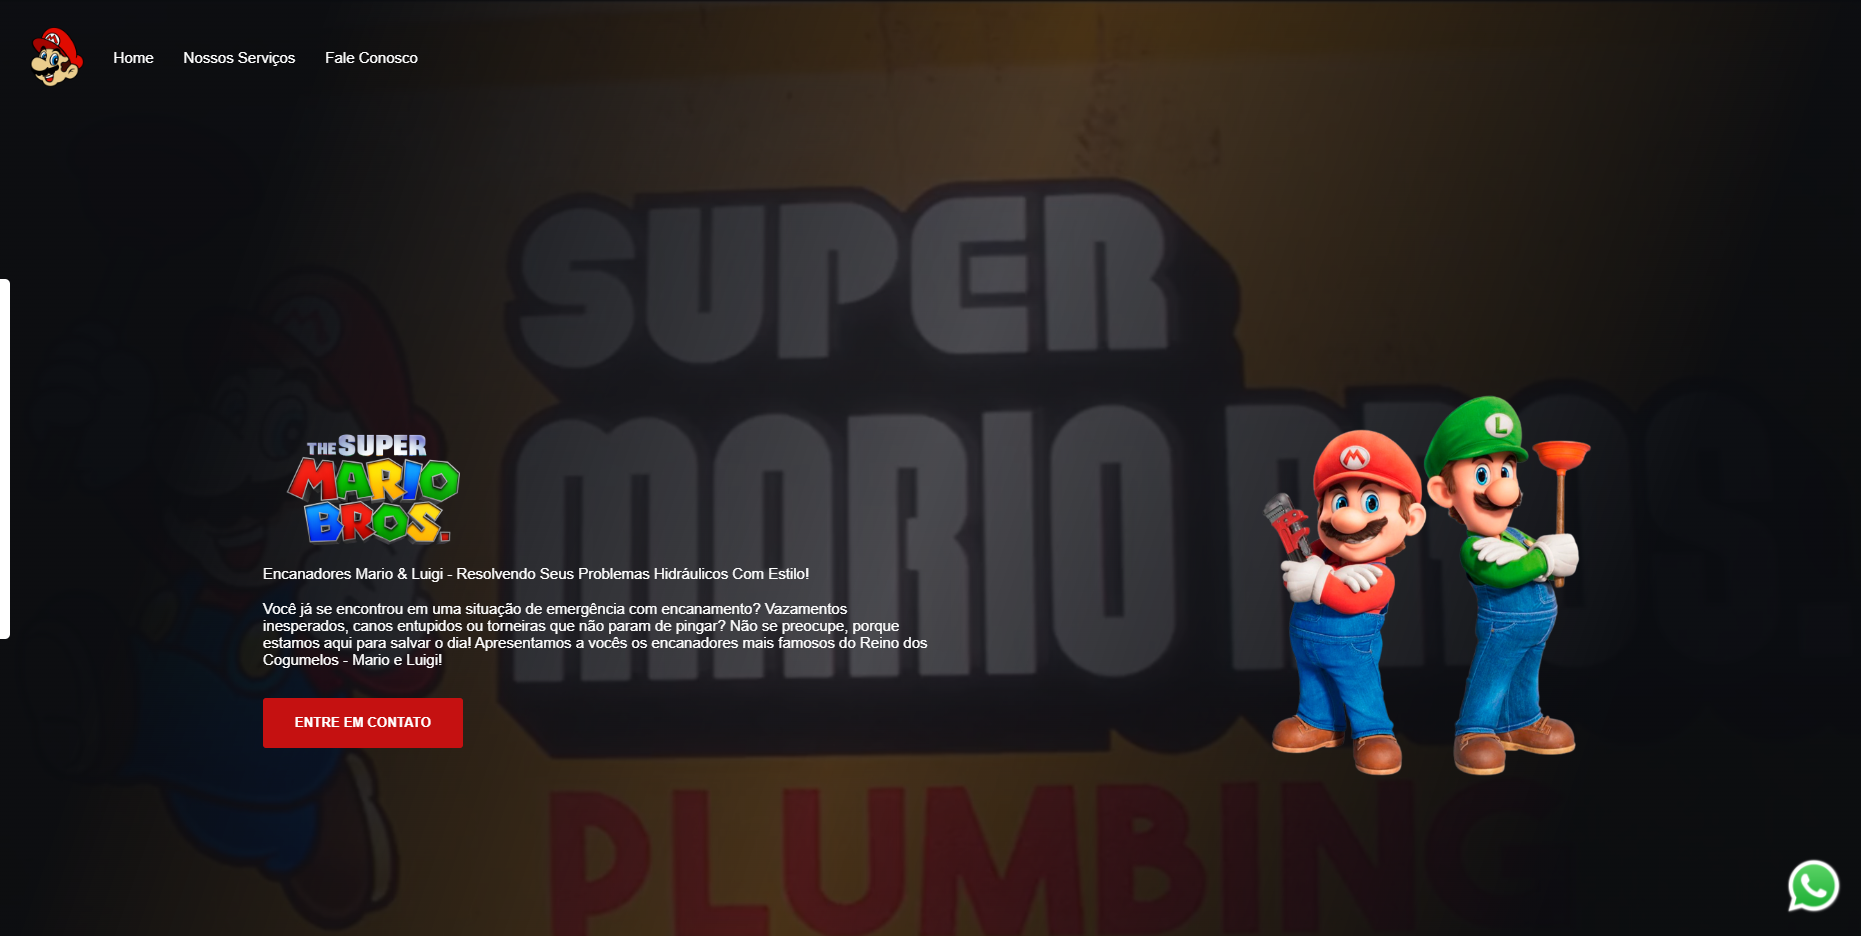 Home Nossos Serviços Fale Conosco
SUPER
MARIO BROS
PLUMBING
THE SUPER
MARIO
BROS.
Encanadores Mario & Luigi - Resolvendo Seus Problemas Hidráulicos Com Estilo!
Você já se encontrou em uma situação de emergência com encanamento? Vazamentos
inesperados, canos entupidos ou torneiras que não param de pingar? Não se preocupe, porque
estamos aqui para salvar o dia! Apresentamos a vocês os encanadores mais famosos do Reino dos
Cogumelos - Mario e Luigi!
ENTRE EM CONTATO
M
L